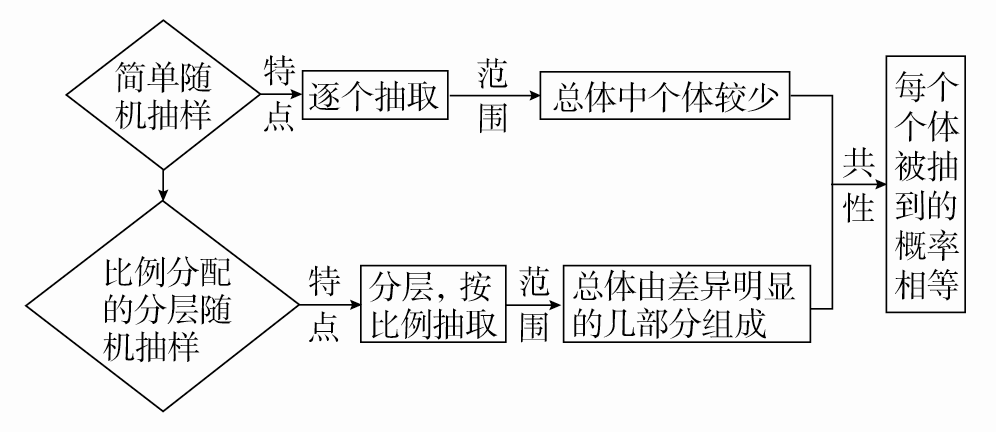 简单随
机抽样
特
点
逐个抽取
范
围
总体中个体较少
比例分配
的分层随
机抽样
特
点
分层，按
比例抽取
范
围
总体由差异明显
的几部分组成
共
性
每个
个体
被抽
到的
概率
相等